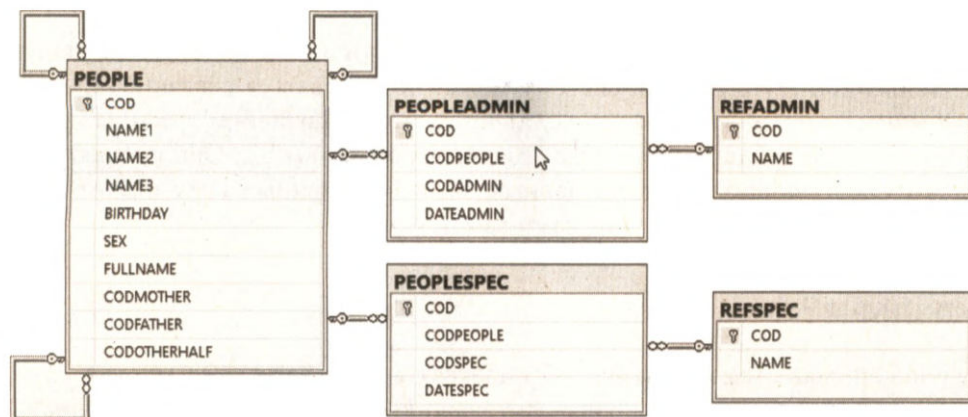 PEOPLE
COD
NAME1
NAME2
NAME3
BIRTHDAY
SEX
FULLNAME
CODMOTHER
CODFATHER
CODOTHERHALF
PEOPLEADMIN
COD
CODPEOPLE
CODADMIN
DATEADMIN
REFADMIN
COD
NAME
PEOPLESPEC
COD
CODPEOPLE
CODSPEC
DATESPEC
REFSPEC
COD
NAME